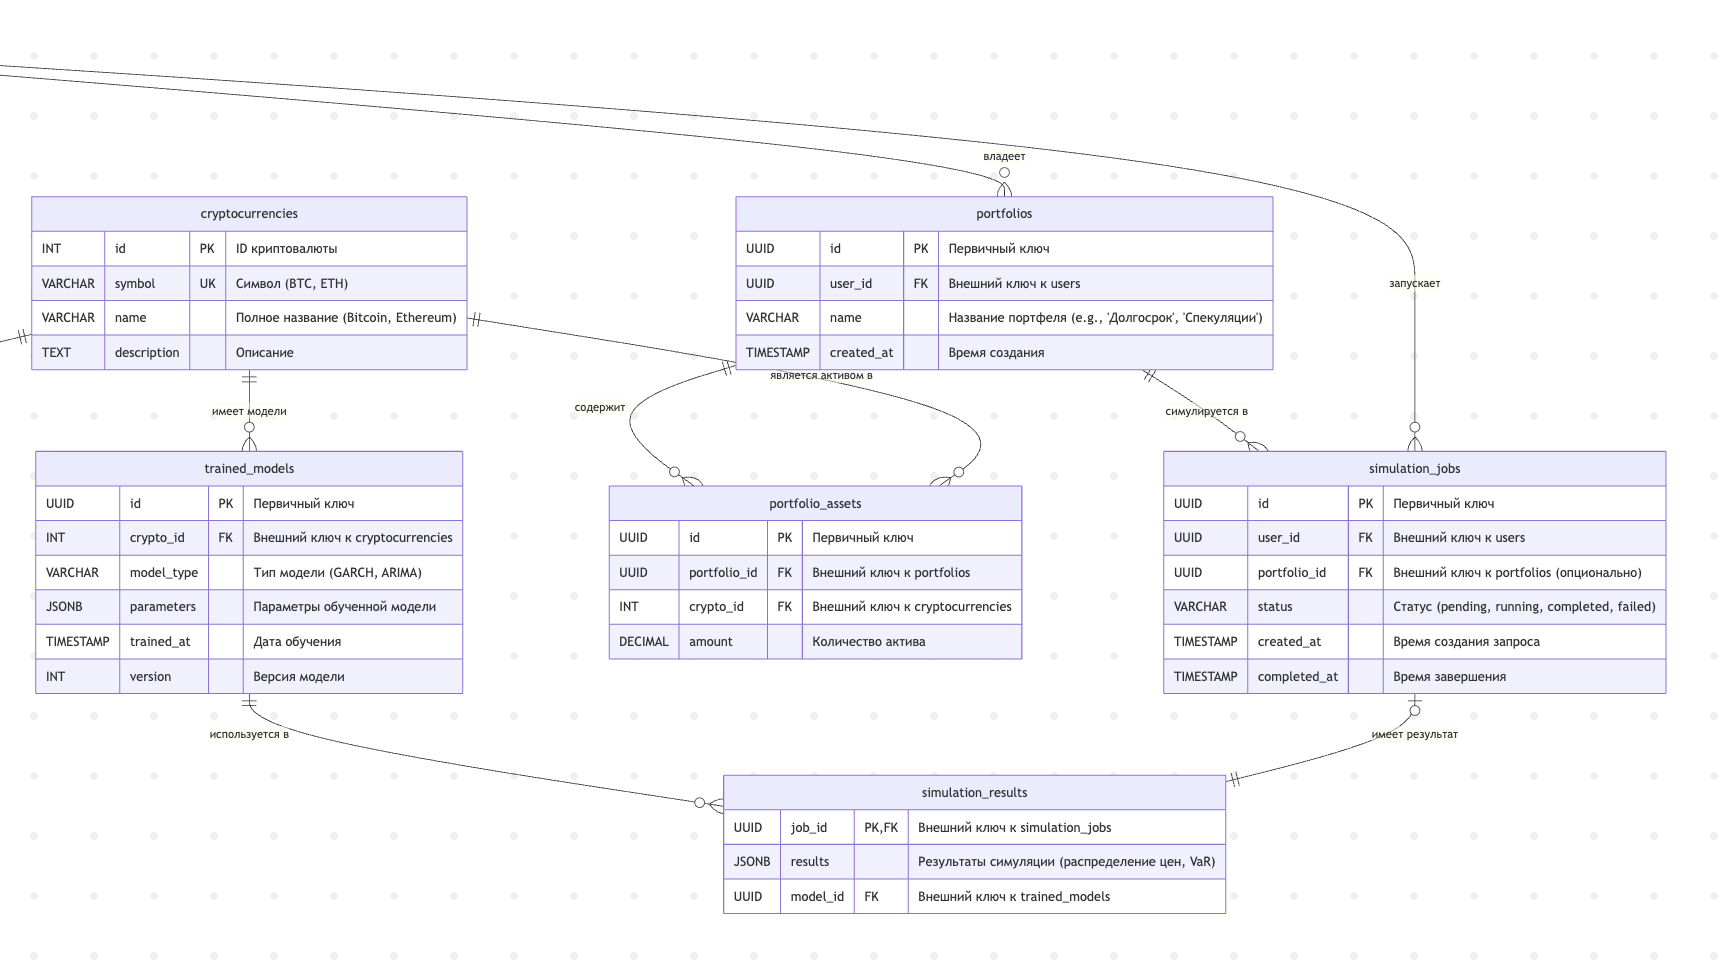 владеет
cryptocurrencies
INT id PK ID криптовалюты
VARCHAR symbol UK Символ (BTC, ETH)
VARCHAR name Полное название (Bitcoin, Ethereum)
TEXT description Описание
portfolios
UUID id PK Первичный ключ
UUID user_id FK Внешний ключ к users
VARCHAR name Название портфеля (e.g., 'Долгосрок', 'Спекуляции')
TIMESTAMP created_at Время создания
запускает
является активом в
содержит
имеет модели
симулируется в
trained_models
UUID id PK Первичный ключ
INT crypto_id FK Внешний ключ к cryptocurrencies
VARCHAR model_type Тип модели (GARCH, ARIMA)
JSONB parameters Параметры обученной модели
TIMESTAMP trained_at Дата обучения
INT version Версия модели
portfolio_assets
UUID id PK Первичный ключ
UUID portfolio_id FK Внешний ключ к portfolios
INT crypto_id FK Внешний ключ к cryptocurrencies
DECIMAL amount Количество актива
simulation_jobs
UUID id PK Первичный ключ
UUID user_id FK Внешний ключ к users
UUID portfolio_id FK Внешний ключ к portfolios (опционально)
VARCHAR status Статус (pending, running, completed, failed)
TIMESTAMP created_at Время создания запроса
TIMESTAMP completed_at Время завершения
используется в
имеет результат
simulation_results
UUID job_id PK,FK Внешний ключ к simulation_jobs
JSONB results Результаты симуляции (распределение цен, VaR)
UUID model_id FK Внешний ключ к trained_models